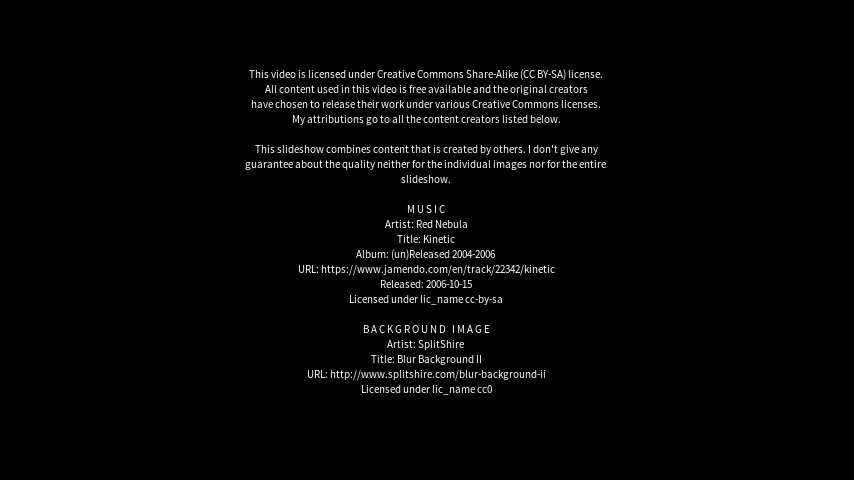 This video is licensed under Creative Commons Share-Alike (CC BY-SA) license.
All content used in this video is free available and the original creators
have chosen to release their work under various Creative Commons licenses.
My attributions go to all the content creators listed below.
This slideshow combines content that is created by others. I don't give any
guarantee about the quality neither for the individual images nor for the entire
slideshow.
MUSIC
Artist: Red Nebula
Title: Kinetic
Album: (un)Released 2004-2006
URL: https://www.jamendo.com/en/track/22342/kinetic
Released: 2006-10-15
Licensed under lic_name cc-by-sa
BACKGROUND IMAGE
Artist: SplitShire
Title: Blur Background II
URL: http://www.splitshire.com/blur-background-ii
Licensed under lic_name cc0